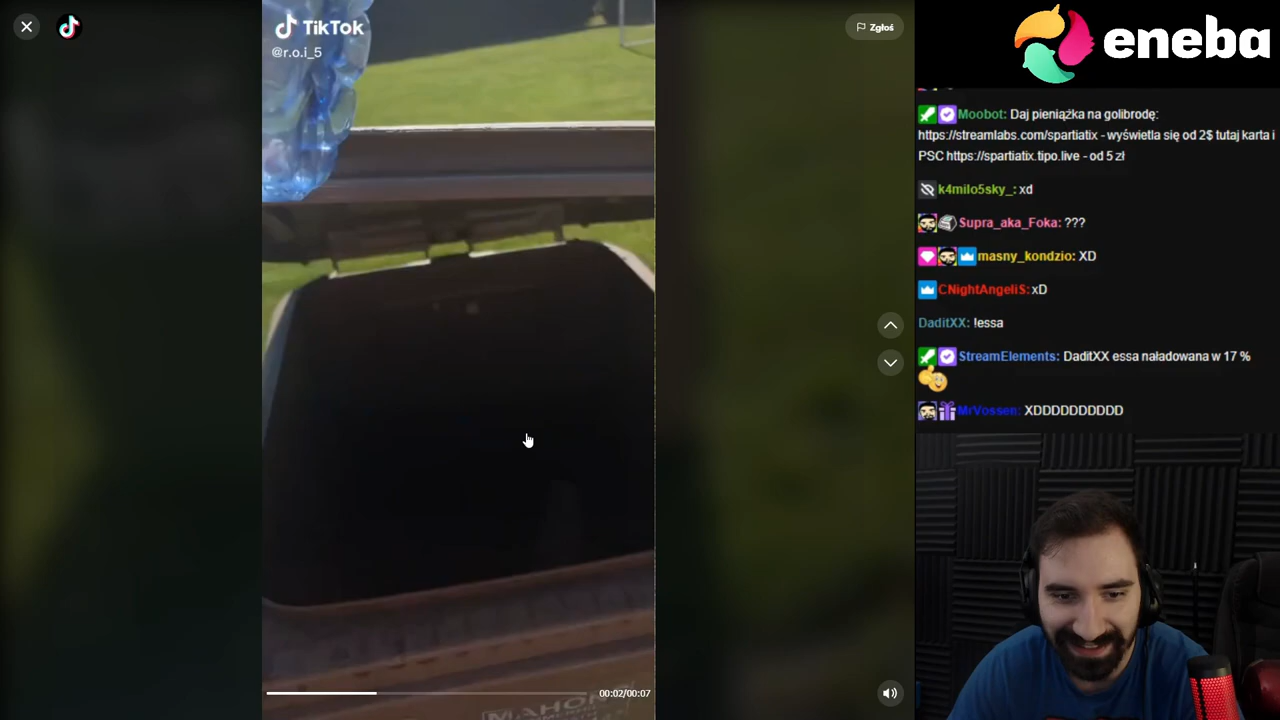 TikTok
@r.o.i_5
Zgłoś
eneba
Moobot: Daj pieniążka na golibrodę:
https://streamlabs.com/spartiatix - wyświetla się od 2$ tutaj karta i
PSC https://spartiatix.tipo.live - od 5 zł
k4milo5sky_: xd
Supra_aka_Foka: ???
masny_kondzio: XD
CNightAngeliS: xD
DaditXX: !essa
StreamElements: DaditXX essa naładowana w 17 %
MrVossen: XDDDDDDDDDD
00:02/00:07